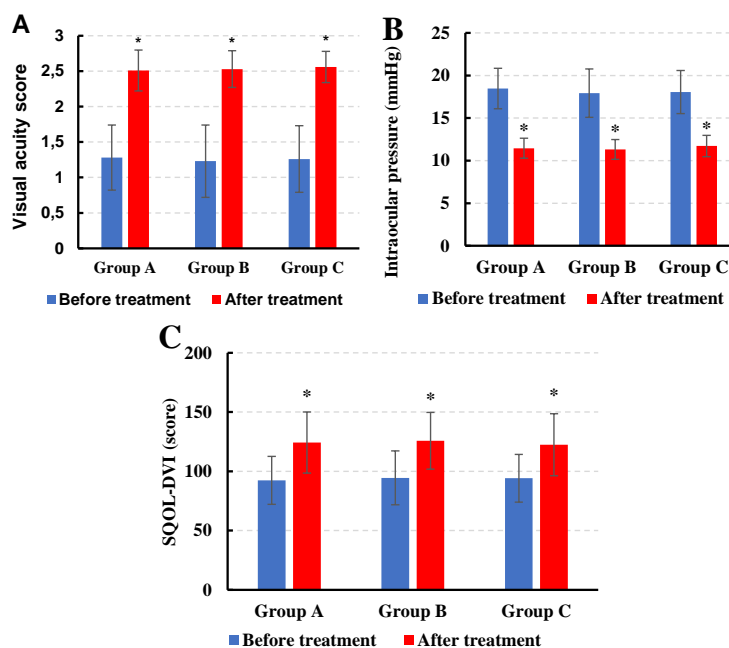 A
Visual acuity score
3
2.5
2
1.5
1
0.5
0
* * *
Group A Group B Group C
Before treatment After treatment
B
Intraocular pressure (mmHg)
25
20
15
10
5
0
* * *
Group A Group B Group C
Before treatment After treatment
C
SQOL-DVI (score)
200
150
100
50
0
* * *
Group A Group B Group C
Before treatment After treatment